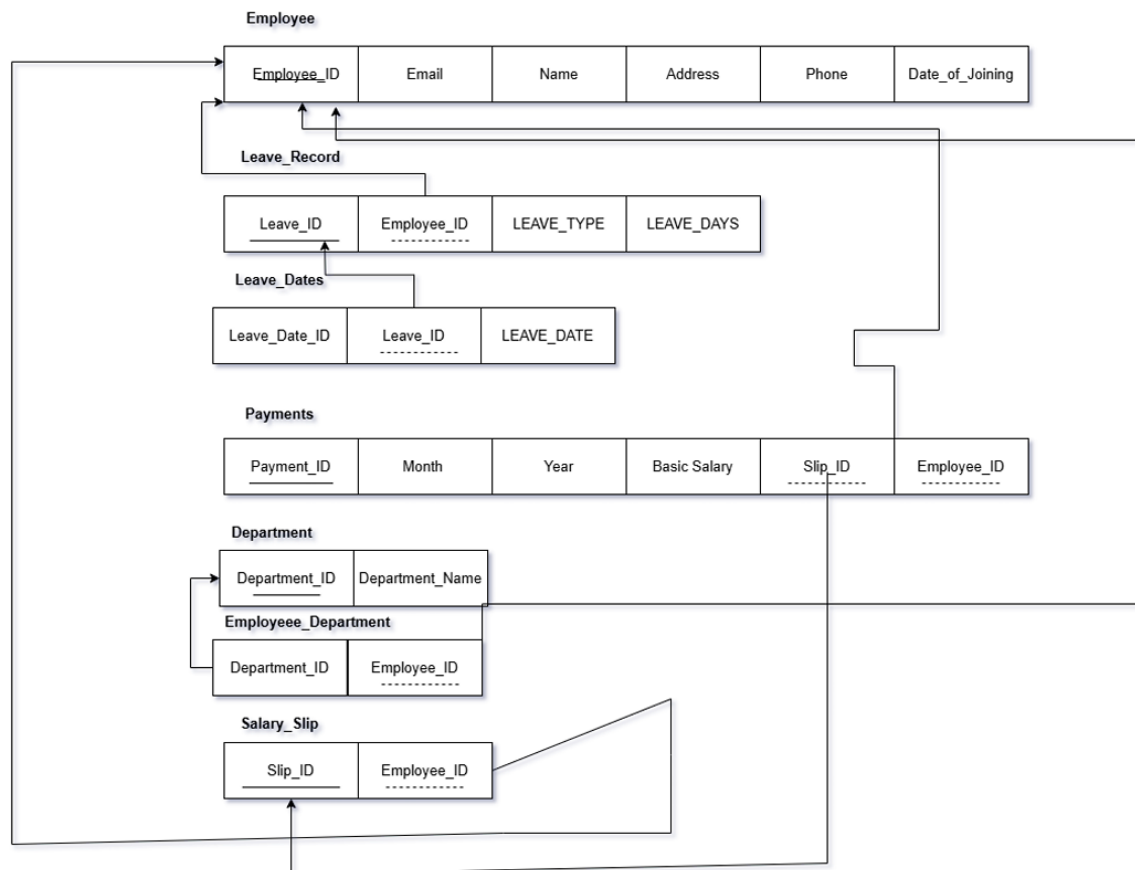 Employee
Employee_ID Email Name Address Phone Date_of_Joining
Leave_Record
Leave_ID Employee_ID LEAVE_TYPE LEAVE_DAYS
Leave_Dates
Leave_Date_ID Leave_ID LEAVE_DATE
Payments
Payment_ID Month Year Basic Salary Slip_ID Employee_ID
Department
Department_ID Department_Name
Employeee_Department
Department_ID Employee_ID
Salary_Slip
Slip_ID Employee_ID